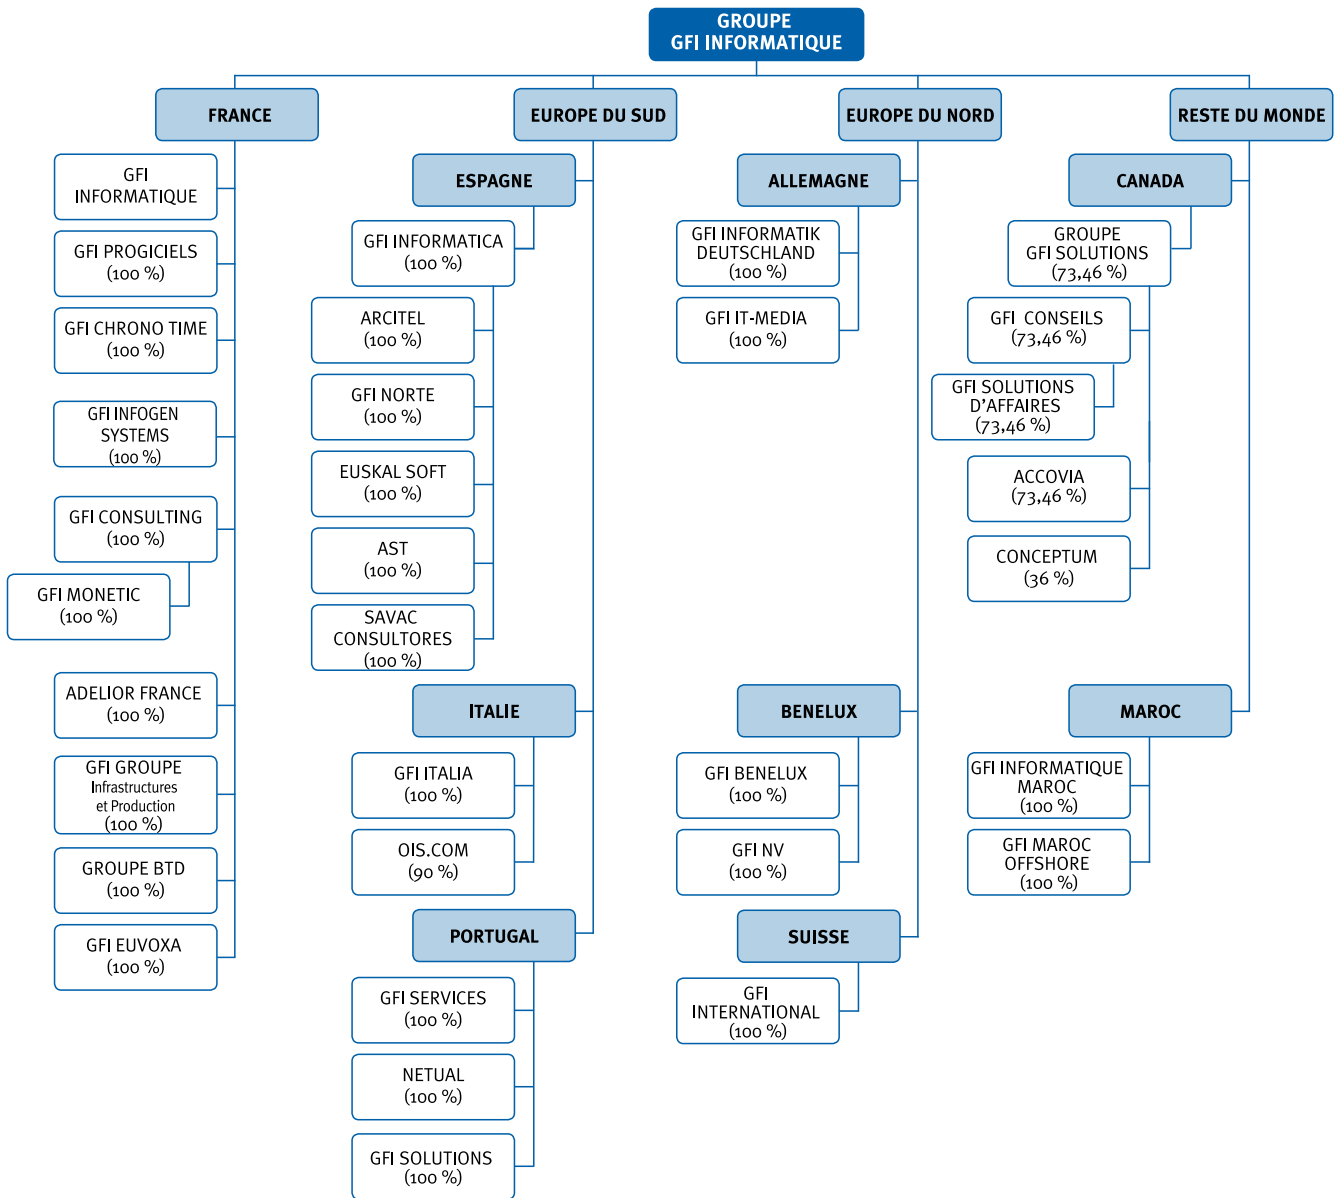 GROUPE
GFI INFORMATIQUE
FRANCE
GFI
INFORMATIQUE
GFI PROGICIELS
(100 %)
GFI CHRONO TIME
(100 %)
GFI INFOGEN
SYSTEMS
(100 %)
GFI CONSULTING
(100 %)
GFI MONETIC
(100 %)
ADELIOR FRANCE
(100 %)
GFI GROUPE
Infrastructures
et Production
(100 %)
GROUPE BTD
(100 %)
GFI EUVOXA
(100 %)
EUROPE DU SUD
ESPAGNE
GFI INFORMATICA
(100 %)
ARCITEL
(100 %)
GFI NORTE
(100 %)
EUSKAL SOFT
(100 %)
AST
(100 %)
SAVAC
CONSULTORES
(100 %)
ITALIE
GFI ITALIA
(100 %)
OIS.COM
(90 %)
PORTUGAL
GFI SERVICES
(100 %)
NETUAL
(100 %)
GFI SOLUTIONS
(100 %)
EUROPE DU NORD
ALLEMAGNE
GFI INFORMATIK
DEUTSCHLAND
(100 %)
GFI IT-MEDIA
(100 %)
BENELUX
GFI BENELUX
(100 %)
GFI NV
(100 %)
SUISSE
GFI
INTERNATIONAL
(100 %)
RESTE DU MONDE
CANADA
GROUPE
GFI SOLUTIONS
(73,46 %)
GFI CONSEILS
(73,46 %)
GFI SOLUTIONS
D'AFFAIRES
(73,46 %)
ACCOVIA
(73,46 %)
CONCEPTUM
(36 %)
MAROC
GFI INFORMATIQUE
MAROC
(100 %)
GFI MAROC
OFFSHORE
(100 %)